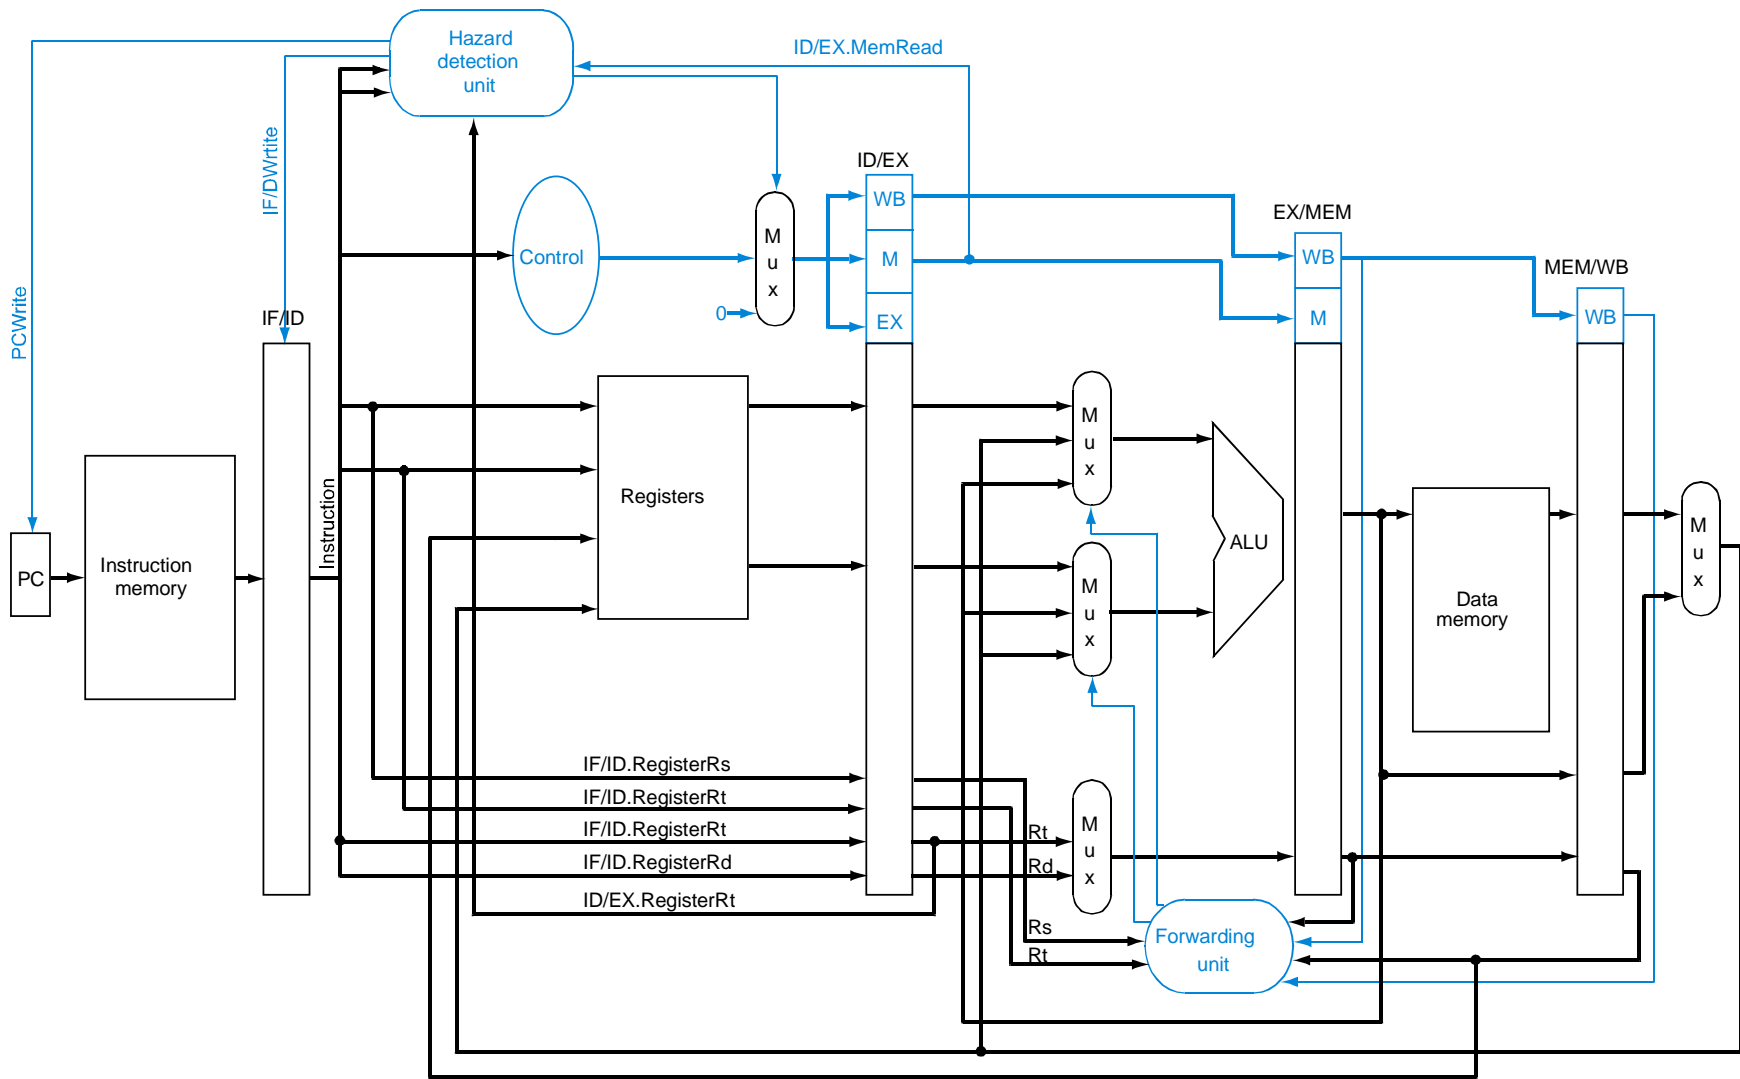 Hazard
detection
unit
ID/EX.MemRead
IF/DWrtite
PCWrite
ID/EX
WB
M
EX
Control
M
u
x
0
EX/MEM
WB
M
MEM/WB
WB
IF/ID
PC
Instruction
memory
Instruction
Registers
M
u
x
M
u
x
ALU
Data
memory
M
u
x
IF/ID.RegisterRs
IF/ID.RegisterRt
IF/ID.RegisterRt
IF/ID.RegisterRd
ID/EX.RegisterRt
Rt
Rd
M
u
x
Rs
Rt
Forwarding
unit